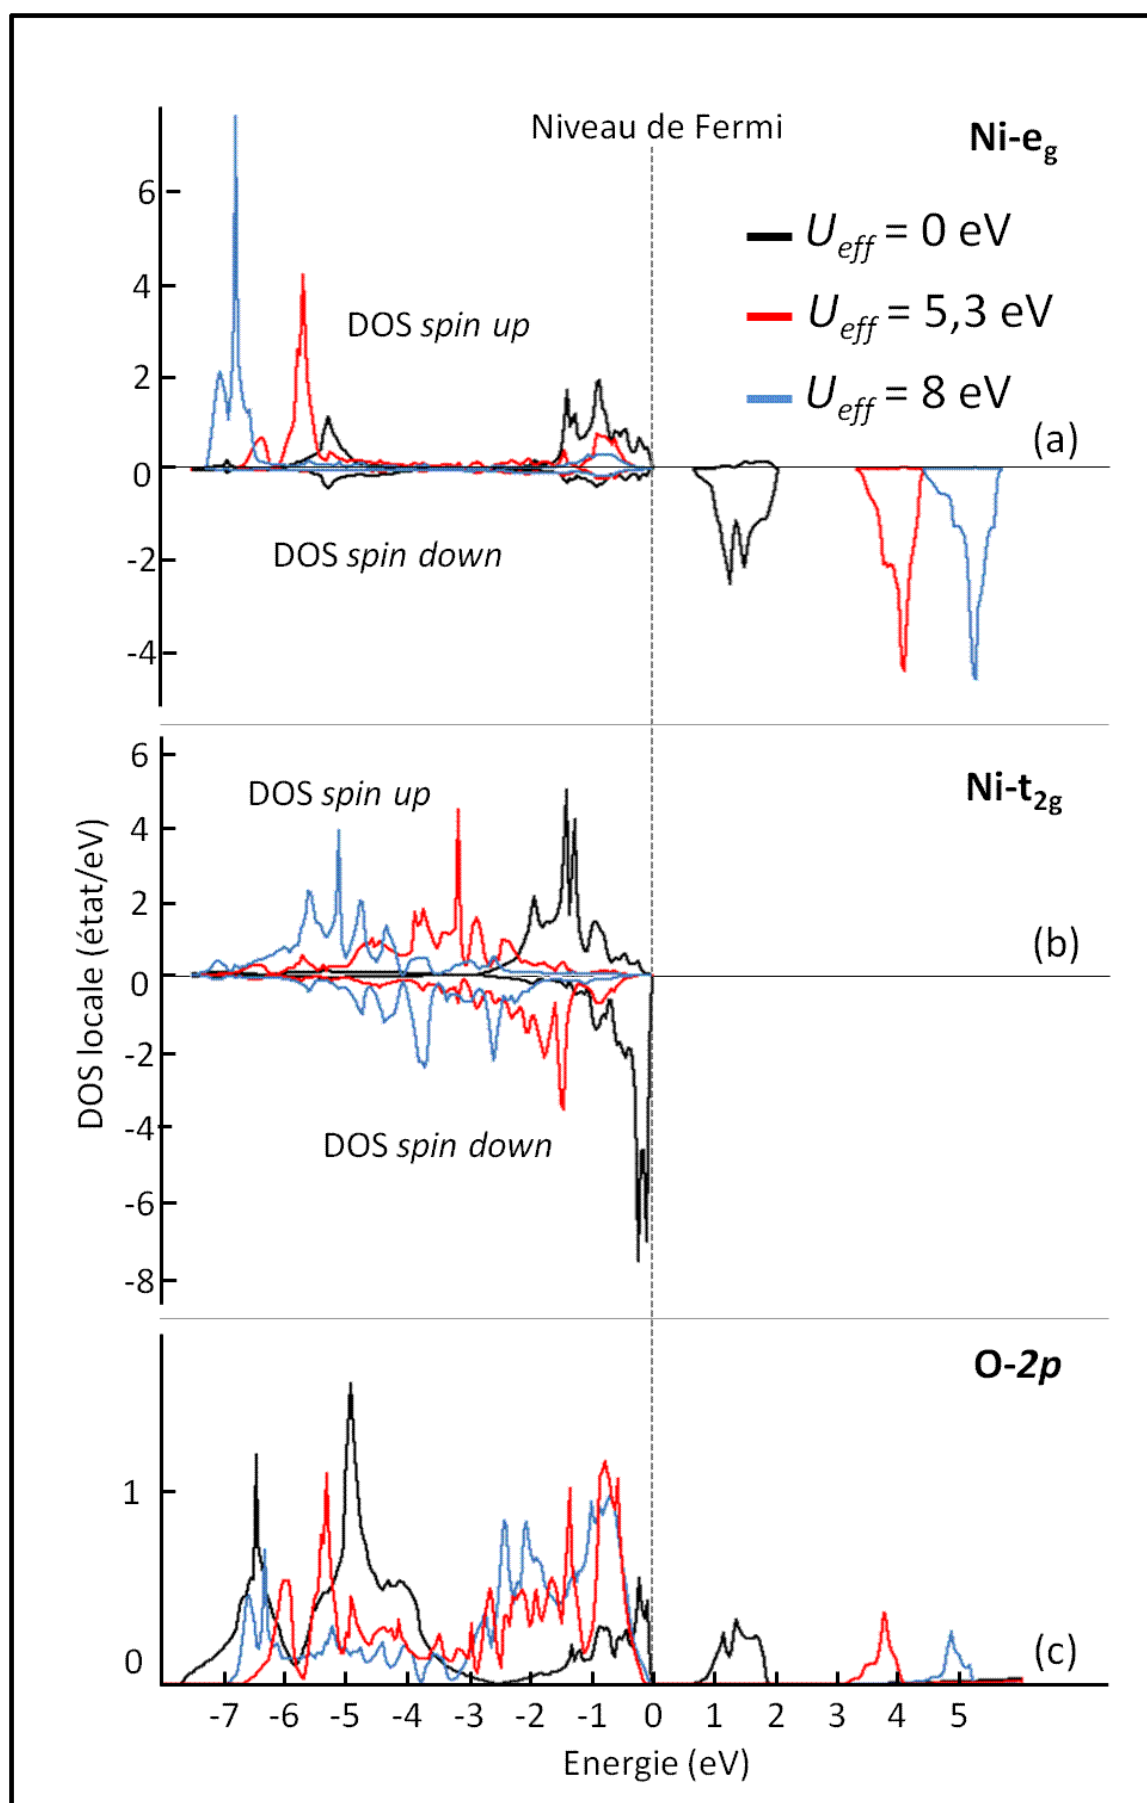 Niveau de Fermi
Ni-eg
Ueff = 0 eV
Ueff = 5,3 eV
Ueff = 8 eV
DOS spin up
DOS spin down
(a)
6
4
2
0
-2
-4
DOS locale (état/eV)
Ni-t2g
DOS spin up
DOS spin down
(b)
6
4
2
0
-2
-4
-6
-8
O-2p
(c)
1
0
-7 -6 -5 -4 -3 -2 -1 0 1 2 3 4 5
Energie (eV)